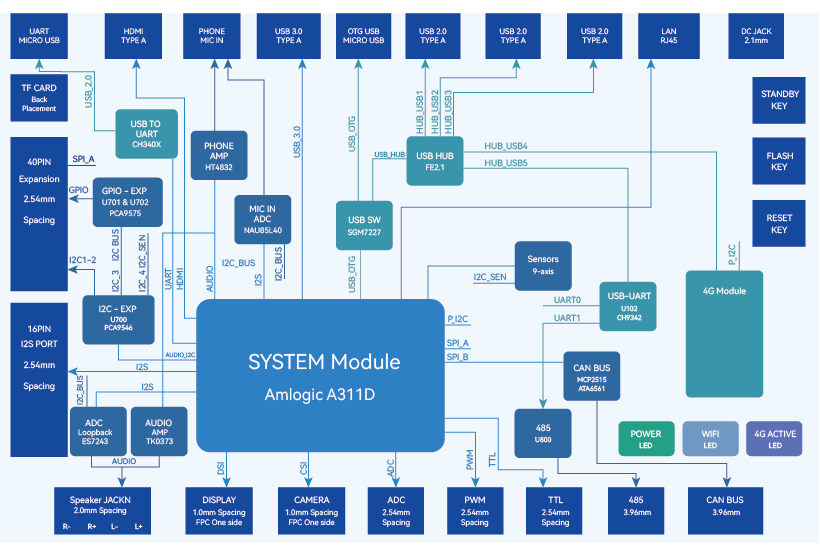 UART
MICRO USB
HDMI
TYPE A
PHONE
MIC IN
USB 3.0
TYPE A
OTG USB
MICRO USB
USB 2.0
TYPE A
USB 2.0
TYPE A
USB 2.0
TYPE A
LAN
RJ45
DC JACK
2.1mm
TF CARD
Back
Placement
USB_2.0
USB TO
UART
CH340X
PHONE
AMP
HT4832
USB_3.0
USB_OTG
HUB_USB1
HUB_USB2
HUB_USB3
USB_HUB
USB HUB
FE2.1
HUB_USB4
HUB_USB5
STANDBY
KEY
FLASH
KEY
RESET
KEY
40PIN
Expansion
2.54mm
Spacing
SPI_A
GPIO
I2C1-2
GPIO - EXP
U701 & U702
PCA9575
MIC IN
ADC
NAU85L40
USB SW
SGM7227
I2C BUS
I2C_3
I2C_SEN
I2C_4
UART
HDMI
AUDIO
I2C_BUS
I2S
I2C_BUS
USB_OTG
Sensors
9-axis
I2C_SEN
P_I2C
4G Module
I2C - EXP
U700
PCA9546
AUDIO_I2C
USB-UART
U102
CH9342
UART0
UART1
16PIN
I2S PORT
2.54mm
Spacing
I2S
I2S
I2C_BUS
SYSTEM Module
Amlogic A311D
P_I2C
SPI_A
SPI_B
CAN BUS
MCP2515
ATA6561
ADC
Loopback
ES7243
AUDIO
AMP
TK0373
AUDIO
485
U800
POWER
LED
WIFI
LED
4G ACTIVE
LED
DSI
CSI
ADC
PWM
TTL
Speaker JACKN
2.0mm Spacing
R- R+ L- L+
DISPLAY
1.0mm Spacing
FPC One side
CAMERA
1.0mm Spacing
FPC One side
ADC
2.54mm
Spacing
PWM
2.54mm
Spacing
TTL
2.54mm
Spacing
485
3.96mm
CAN BUS
3.96mm